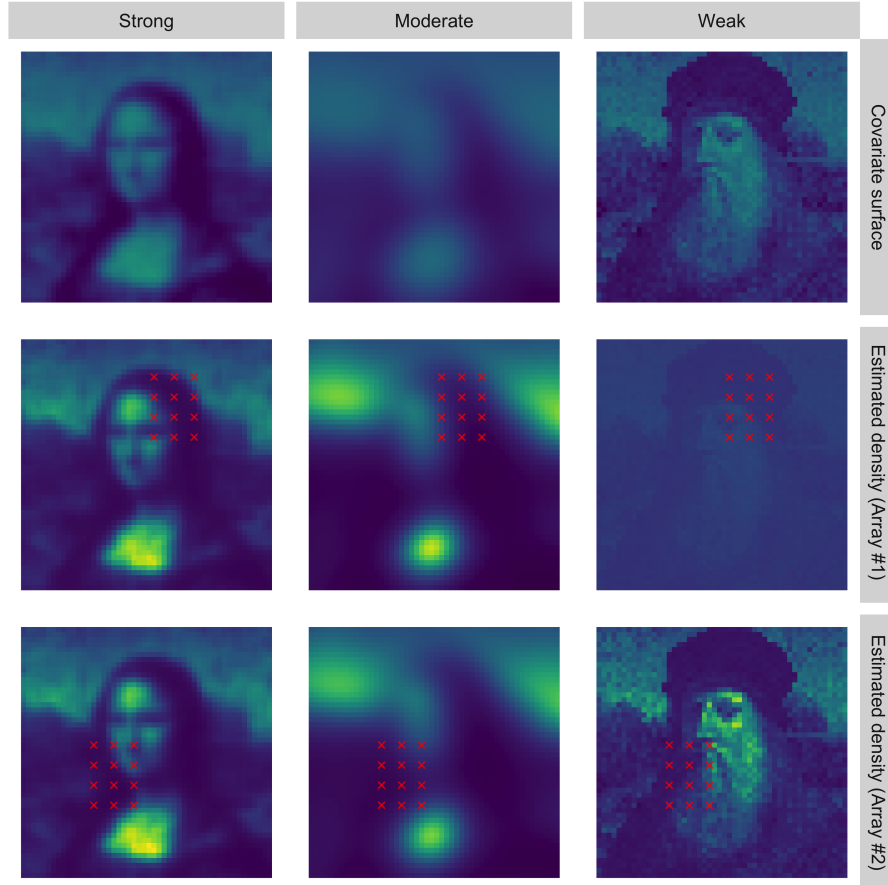 Strong
Moderate
Weak
Covariate surface
Estimated density (Array #1)
Estimated density (Array #2)